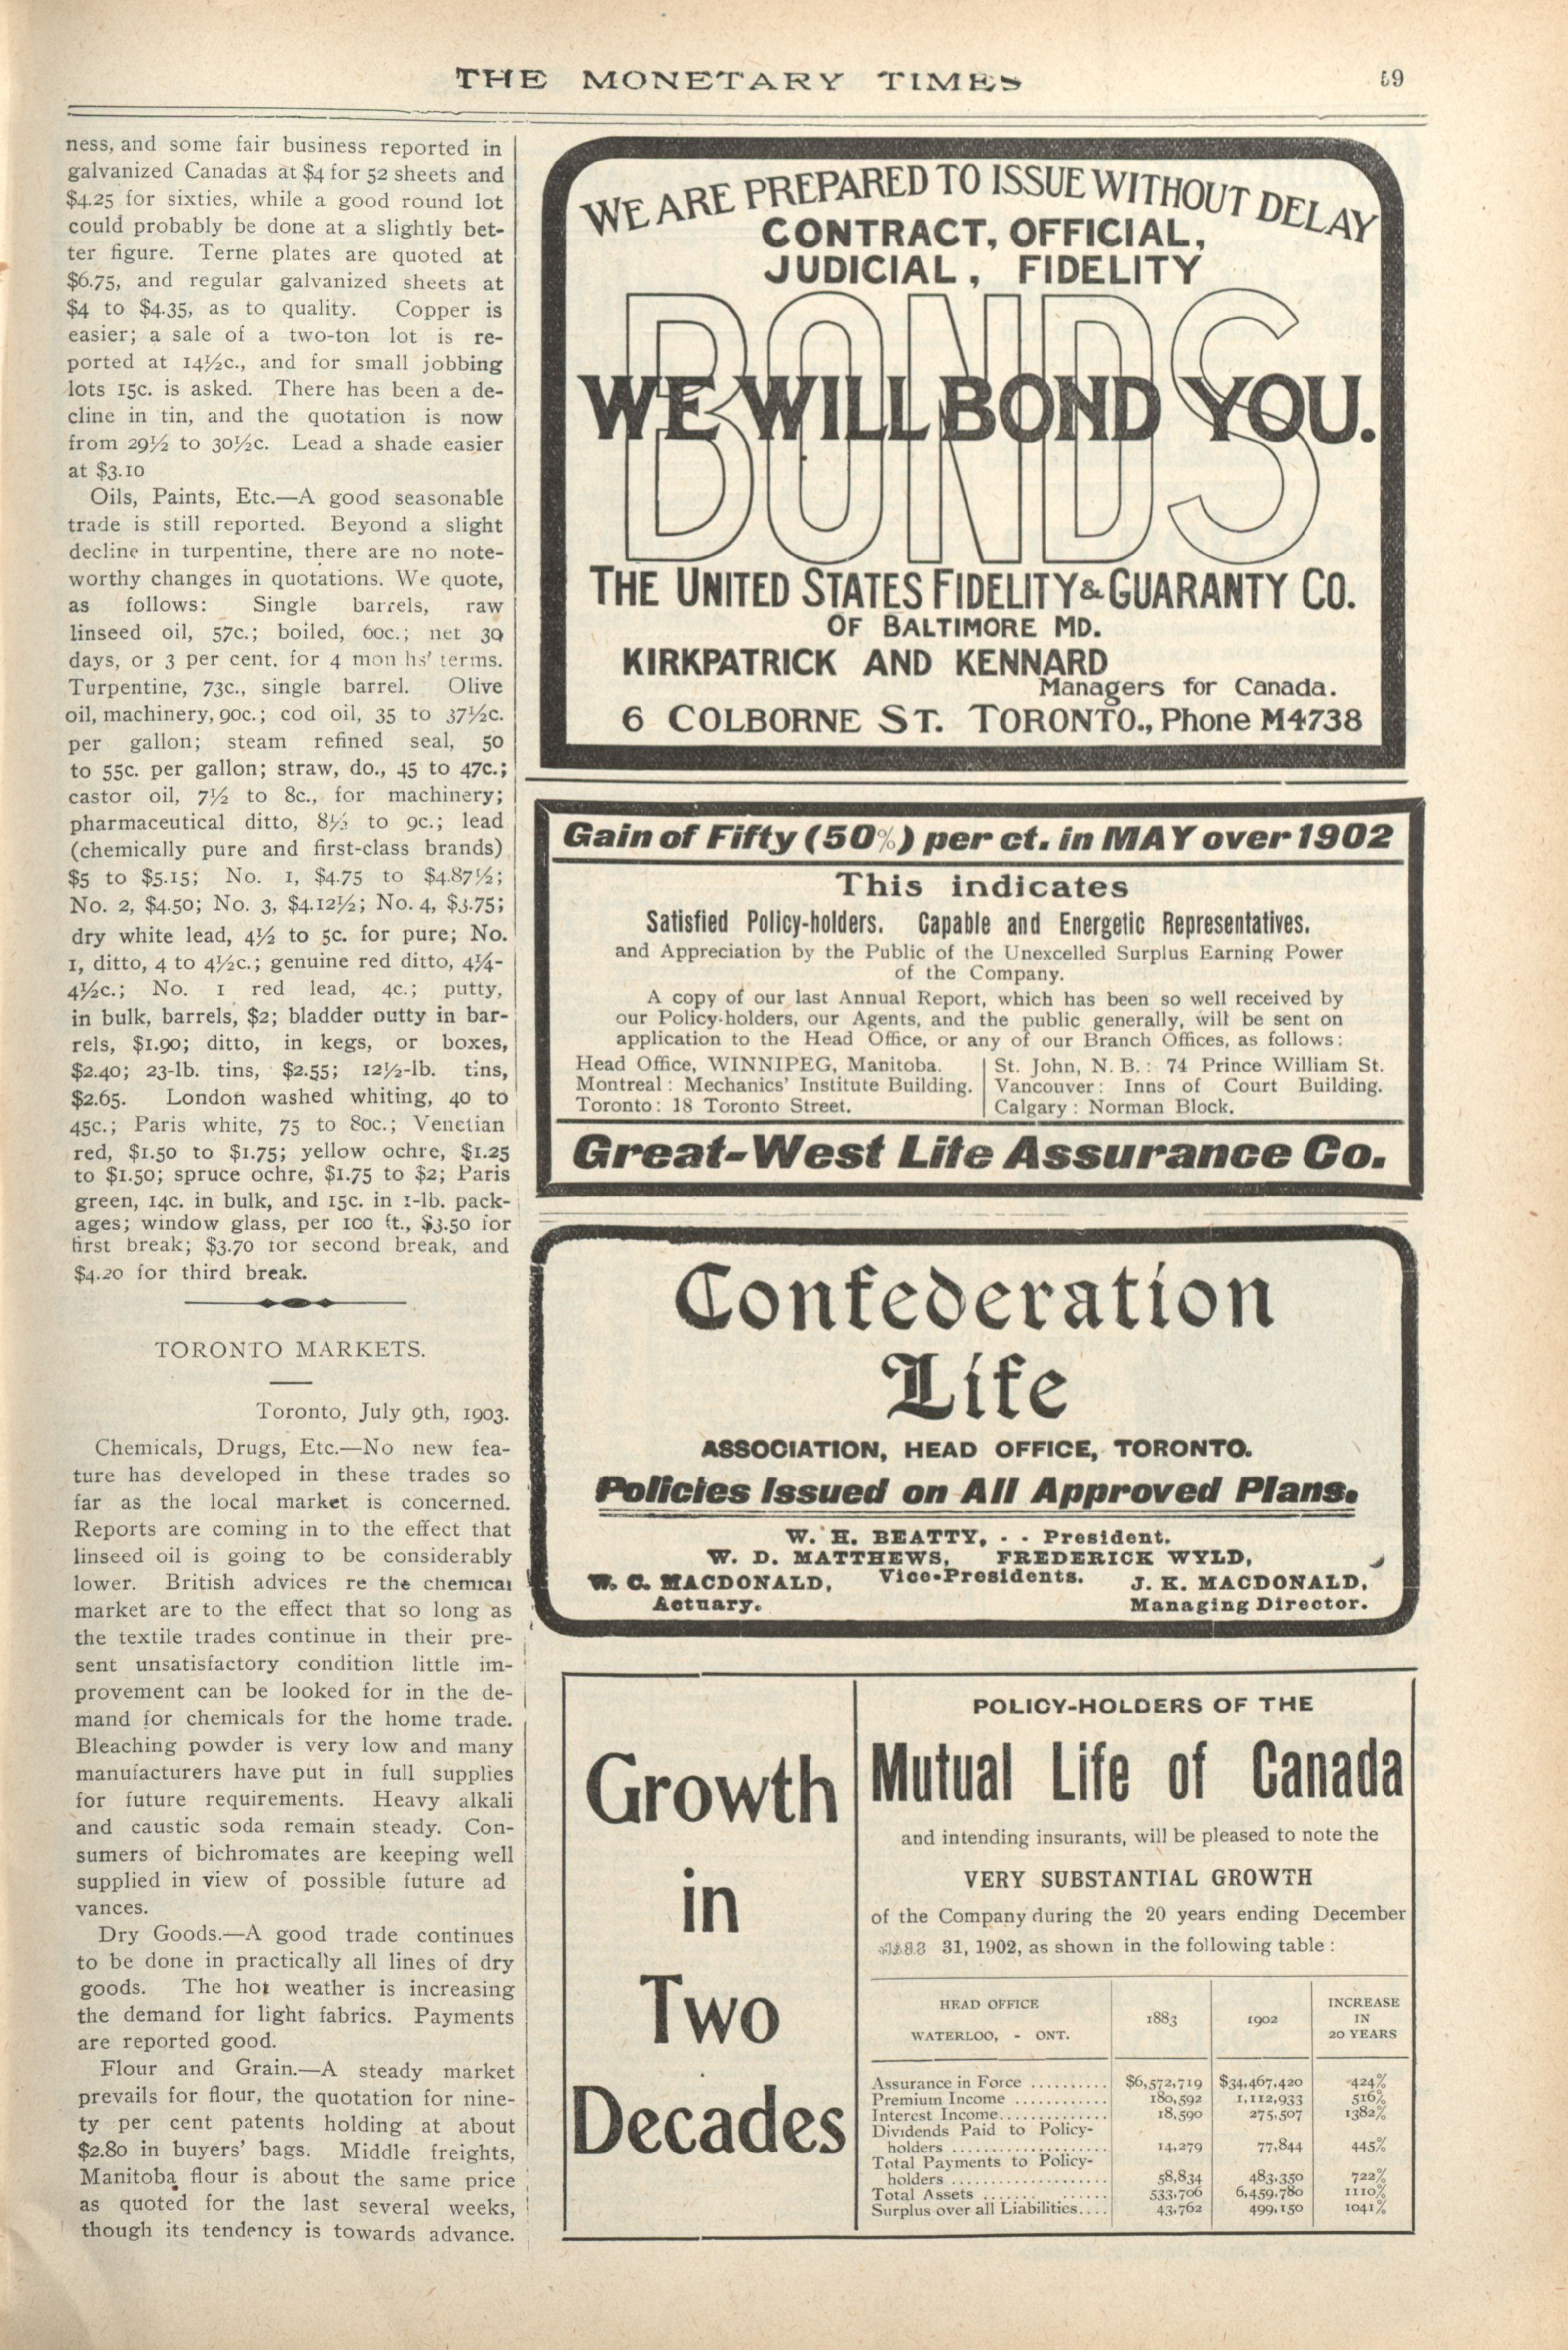 THE MONETARY TIMES
59
ness, and some fair business reported in
galvanized Canadas at $4 for 52 sheets and
$4.25 for sixties, while a good round lot
could probably be done at a slightly bet-
ter figure. Terne plates are quoted at
$6.75, and regular galvanized sheets at
$4 to $4.35, as to quality. Copper is
easier; a sale of a two-ton lot is re-
ported at 14½c., and for small jobbing
lots 15c. is asked. There has been a de-
cline in tin, and the quotation is now
from 29½ to 30½c. Lead a shade easier
at $3.10
Oils, Paints, Etc.—A good seasonable
trade is still reported. Beyond a slight
decline in turpentine, there are no note-
worthy changes in quotations. We quote,
as follows: Single barrels, raw
linseed oil, 57c.; boiled, 60c.; net 30
days, or 3 per cent. for 4 mon hs' terms.
Turpentine, 73c., single barrel. Olive
oil, machinery, 90c.; cod oil, 35 to 37½c.
per gallon; steam refined seal, 50
to 55c. per gallon; straw, do., 45 to 47c.;
castor oil, 7½ to 8c., for machinery;
pharmaceutical ditto, 8½ to 9c.; lead
(chemically pure and first-class brands)
$5 to $5.15; No. 1, $4.75 to $4.87½;
No. 2, $4.50; No. 3, $4.12½; No. 4, $3.75;
dry white lead, 4½ to 5c. for pure; No.
1, ditto, 4 to 4½c.; genuine red ditto, 4¼-
4½c.; No. 1 red lead, 4c.; putty,
in bulk, barrels, $2; bladder putty in bar-
rels, $1.90; ditto, in kegs, or boxes,
$2.40; 23-lb. tins, $2.55; 12½-lb. tins,
$2.65. London washed whiting, 40 to
45c.; Paris white, 75 to 80c.; Venetian
red, $1.50 to $1.75; yellow ochre, $1.25
to $1.50; spruce ochre, $1.75 to $2; Paris
green, 14c. in bulk, and 15c. in 1-lb. pack-
ages; window glass, per 100 ft., $3.50 for
first break; $3.70 for second break, and
$4.20 for third break.
TORONTO MARKETS.
Toronto, July 9th, 1903.
Chemicals, Drugs, Etc.—No new fea-
ture has developed in these trades so
far as the local market is concerned.
Reports are coming in to the effect that
linseed oil is going to be considerably
lower. British advices re the chemical
market are to the effect that so long as
the textile trades continue in their pre-
sent unsatisfactory condition little im-
provement can be looked for in the de-
mand for chemicals for the home trade.
Bleaching powder is very low and many
manufacturers have put in full supplies
for future requirements. Heavy alkali
and caustic soda remain steady. Con-
sumers of bichromates are keeping well
supplied in view of possible future ad
vances.
Dry Goods.—A good trade continues
to be done in practically all lines of dry
goods. The hot weather is increasing
the demand for light fabrics. Payments
are reported good.
Flour and Grain.—A steady market
prevails for flour, the quotation for nine-
ty per cent patents holding at about
$2.80 in buyers' bags. Middle freights,
Manitoba flour is about the same price
as quoted for the last several weeks,
though its tendency is towards advance.
WE ARE PREPARED TO ISSUE WITHOUT DELAY
CONTRACT, OFFICIAL,
JUDICIAL, FIDELITY
BONDS
WE WILL BOND YOU.
THE UNITED STATES FIDELITY & GUARANTY CO.
OF BALTIMORE MD.
KIRKPATRICK AND KENNARD
Managers for Canada.
6 COLBORNE ST. TORONTO., Phone M4738
Gain of Fifty (50%) per ct. in MAY over 1902
This indicates
Satisfied Policy-holders. Capable and Energetic Representatives.
and Appreciation by the Public of the Unexcelled Surplus Earning Power
of the Company.
A copy of our last Annual Report, which has been so well received by
our Policy-holders, our Agents, and the public generally, will be sent on
application to the Head Office, or any of our Branch Offices, as follows:
Head Office, WINNIPEG, Manitoba.
Montreal: Mechanics' Institute Building.
Toronto: 18 Toronto Street.
St. John, N. B.: 74 Prince William St.
Vancouver: Inns of Court Building.
Calgary: Norman Block.
Great-West Life Assurance Co.
Confederation
Life
ASSOCIATION, HEAD OFFICE, TORONTO.
Policies Issued on All Approved Plans.
W. H. BEATTY, - - President.
W. D. MATTHEWS, FREDERICK WYLD,
Vice-Presidents.
W. C. MACDONALD,
Actuary.
J. K. MACDONALD,
Managing Director.
Growth
in
Two
Decades
POLICY-HOLDERS OF THE
Mutual Life of Canada
and intending insurants, will be pleased to note the
VERY SUBSTANTIAL GROWTH
of the Company during the 20 years ending December
31, 1902, as shown in the following table:
HEAD OFFICE
WATERLOO, - ONT.
1883
1902
INCREASE
IN
20 YEARS
Assurance in Force .......... $6,572,719 $34,467,420 424%
Premium Income ............ 180,592 1,112,933 516%
Interest Income.............. 18,590 275,507 1382%
Dividends Paid to Policy-
holders ..................... 14,279 77,844 445%
Total Payments to Policy-
holders ..................... 58,834 483,350 722%
Total Assets ....... ...... 533,706 6,459,780 1110%
Surplus over all Liabilities.... 43,762 499,150 1041%